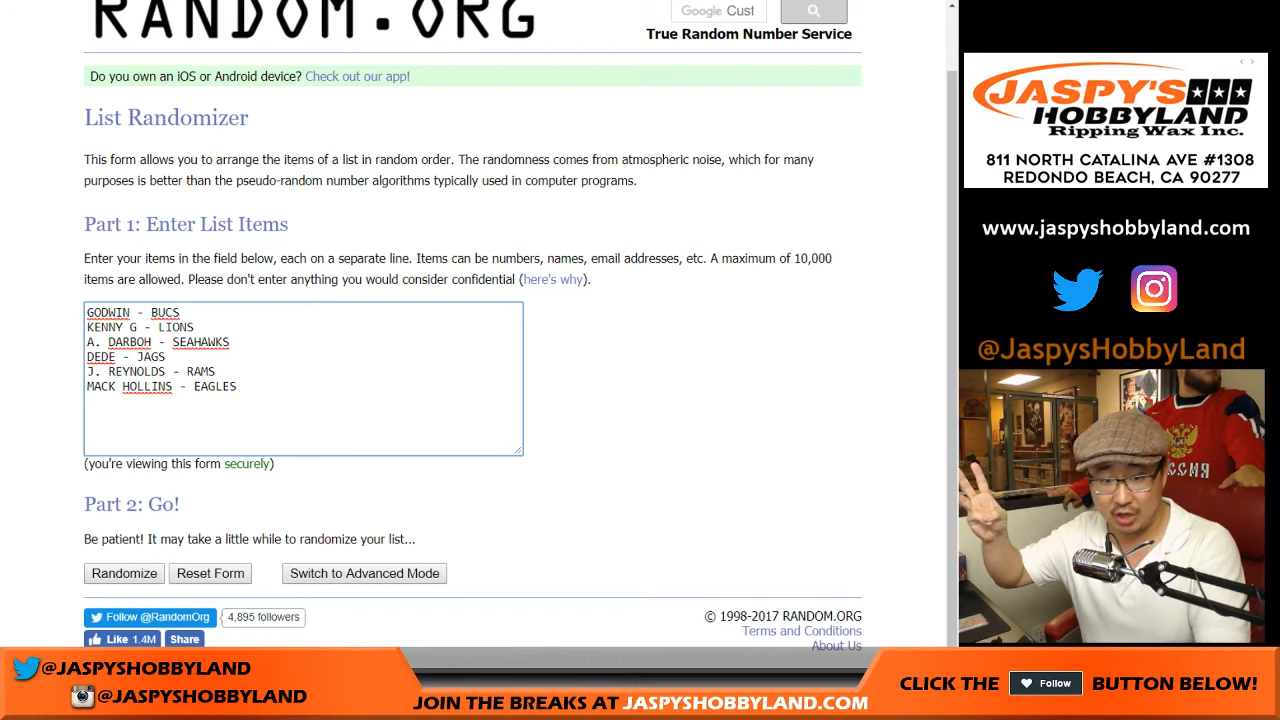 RANDOM.ORG
Google Cust
True Random Number Service
Do you own an iOS or Android device? Check out our app!
List Randomizer
This form allows you to arrange the items of a list in random order. The randomness comes from atmospheric noise, which for many
purposes is better than the pseudo-random number algorithms typically used in computer programs.
Part 1: Enter List Items
Enter your items in the field below, each on a separate line. Items can be numbers, names, email addresses, etc. A maximum of 10,000
items are allowed. Please don't enter anything you would consider confidential (here's why).
GODWIN - BUCS
KENNY G - LIONS
A. DARBOH - SEAHAWKS
DEDE - JAGS
J. REYNOLDS - RAMS
MACK HOLLINS - EAGLES
(you're viewing this form securely)
Part 2: Go!
Be patient! It may take a little while to randomize your list...
Randomize Reset Form Switch to Advanced Mode
Follow @RandomOrg 4,895 followers
Like 1.4M Share
© 1998-2017 RANDOM.ORG
Terms and Conditions
About Us
JASPY'S
HOBBYLAND
Ripping Wax Inc.
811 NORTH CATALINA AVE #1308
REDONDO BEACH, CA 90277
www.jaspyshobbyland.com
@JaspysHobbyLand
РОССИЯ
@JASPYSHOBBYLAND
@JASPYSHOBBYLAND
JOIN THE BREAKS AT JASPYSHOBBYLAND.COM
CLICK THE Follow BUTTON BELOW!